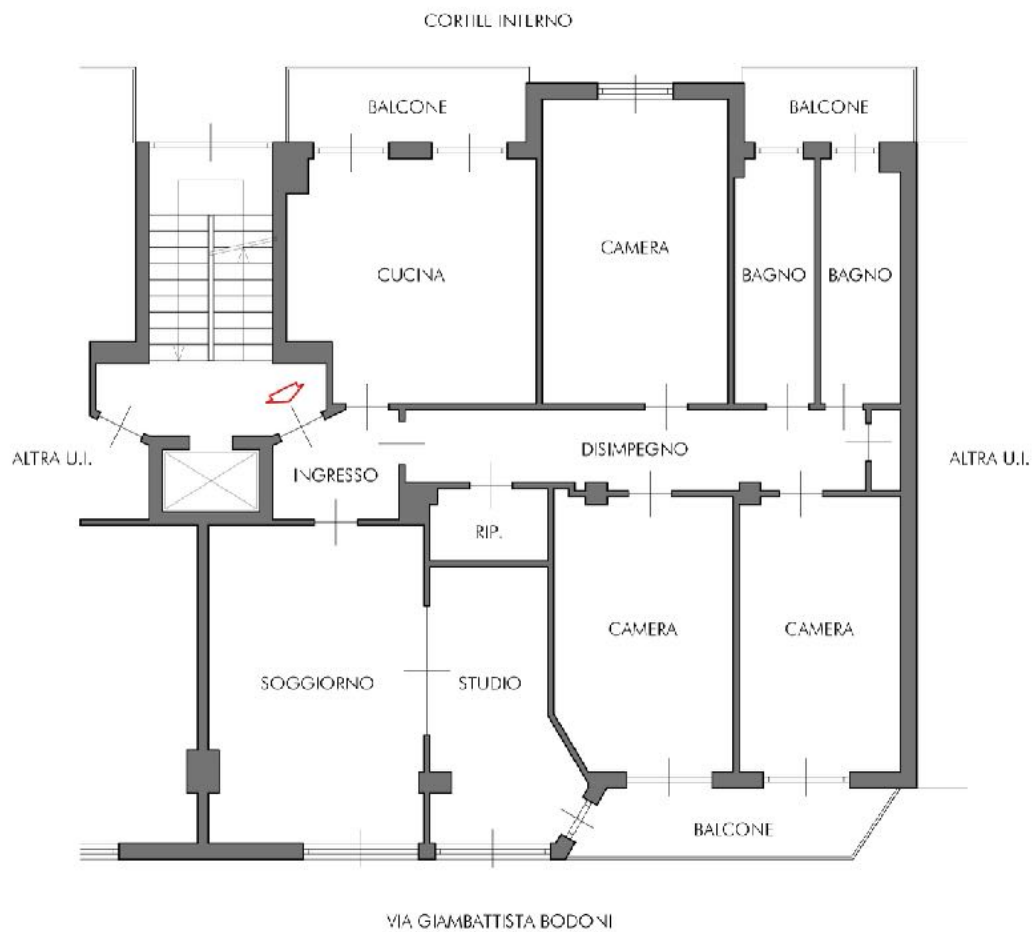 CORTILE INTERNO
BALCONE
BALCONE
CAMERA
CUCINA
BAGNO
BAGNO
DISIMPEGNO
ALTRA U.I.
ALTRA U.I.
INGRESSO
RIP.
CAMERA
CAMERA
SOGGIORNO
STUDIO
BALCONE
VIA GIAMBATTISTA BODONI